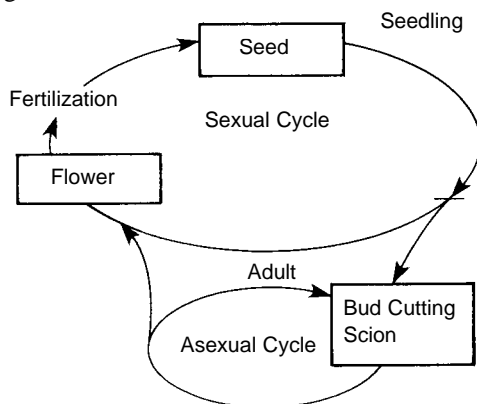 Seedling
Seed
Fertilization
Sexual Cycle
Flower
Adult
Bud Cutting
Scion
Asexual Cycle